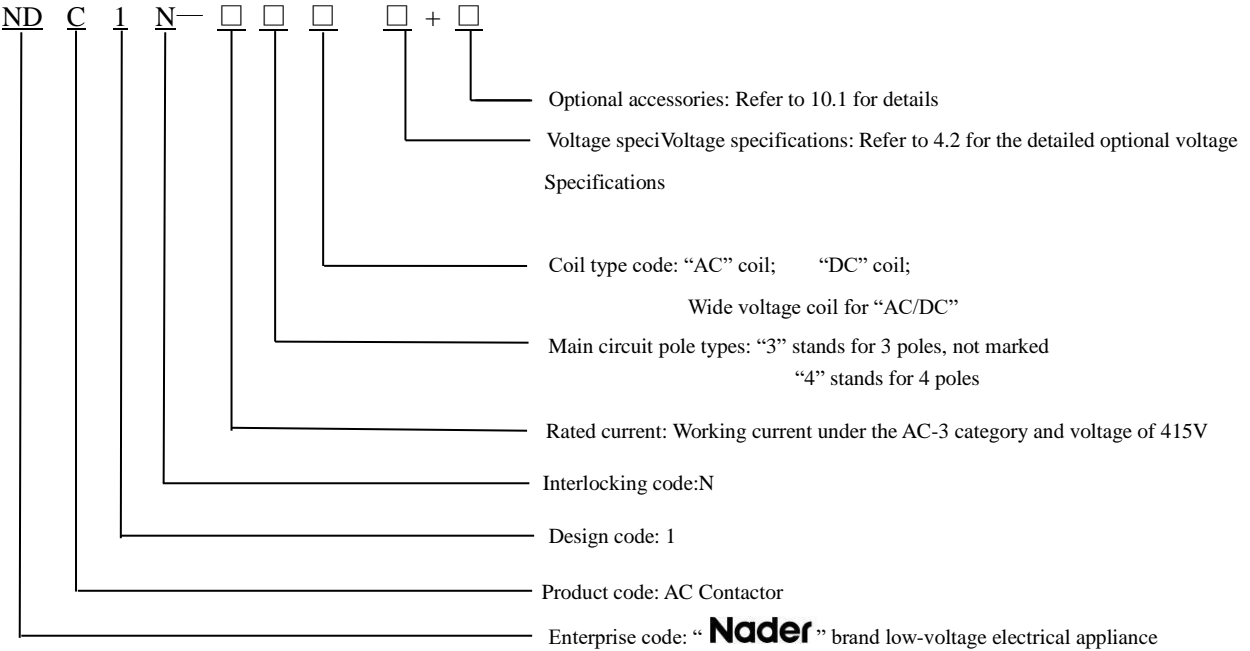 ND C 1 N— □ □ □ □ + □
Optional accessories: Refer to 10.1 for details
Voltage speciVoltage specifications: Refer to 4.2 for the detailed optional voltage
Specifications
Coil type code: “AC” coil; “DC” coil;
Wide voltage coil for “AC/DC”
Main circuit pole types: “3” stands for 3 poles, not marked
“4” stands for 4 poles
Rated current: Working current under the AC-3 category and voltage of 415V
Interlocking code:N
Design code: 1
Product code: AC Contactor
Enterprise code: “ Nader ” brand low-voltage electrical appliance